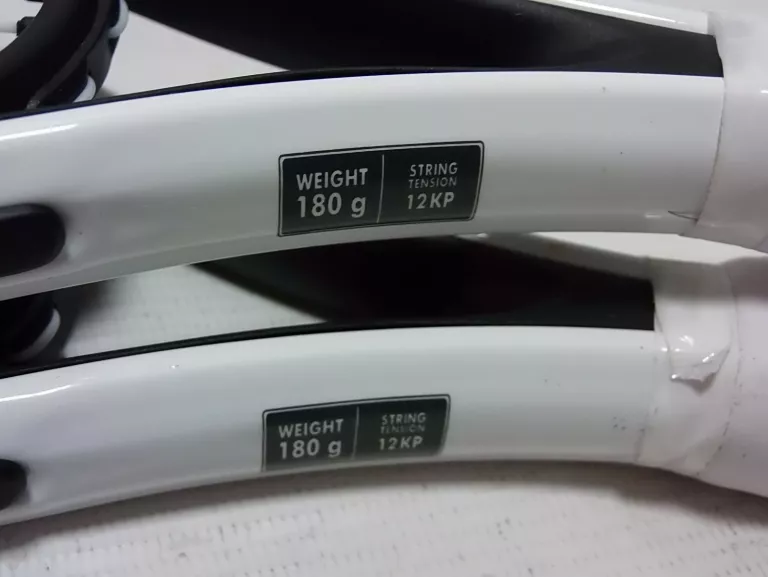 WEIGHT
180 g
STRING
TENSION
12KP
WEIGHT
180 g
STRING
TENSION
12KP